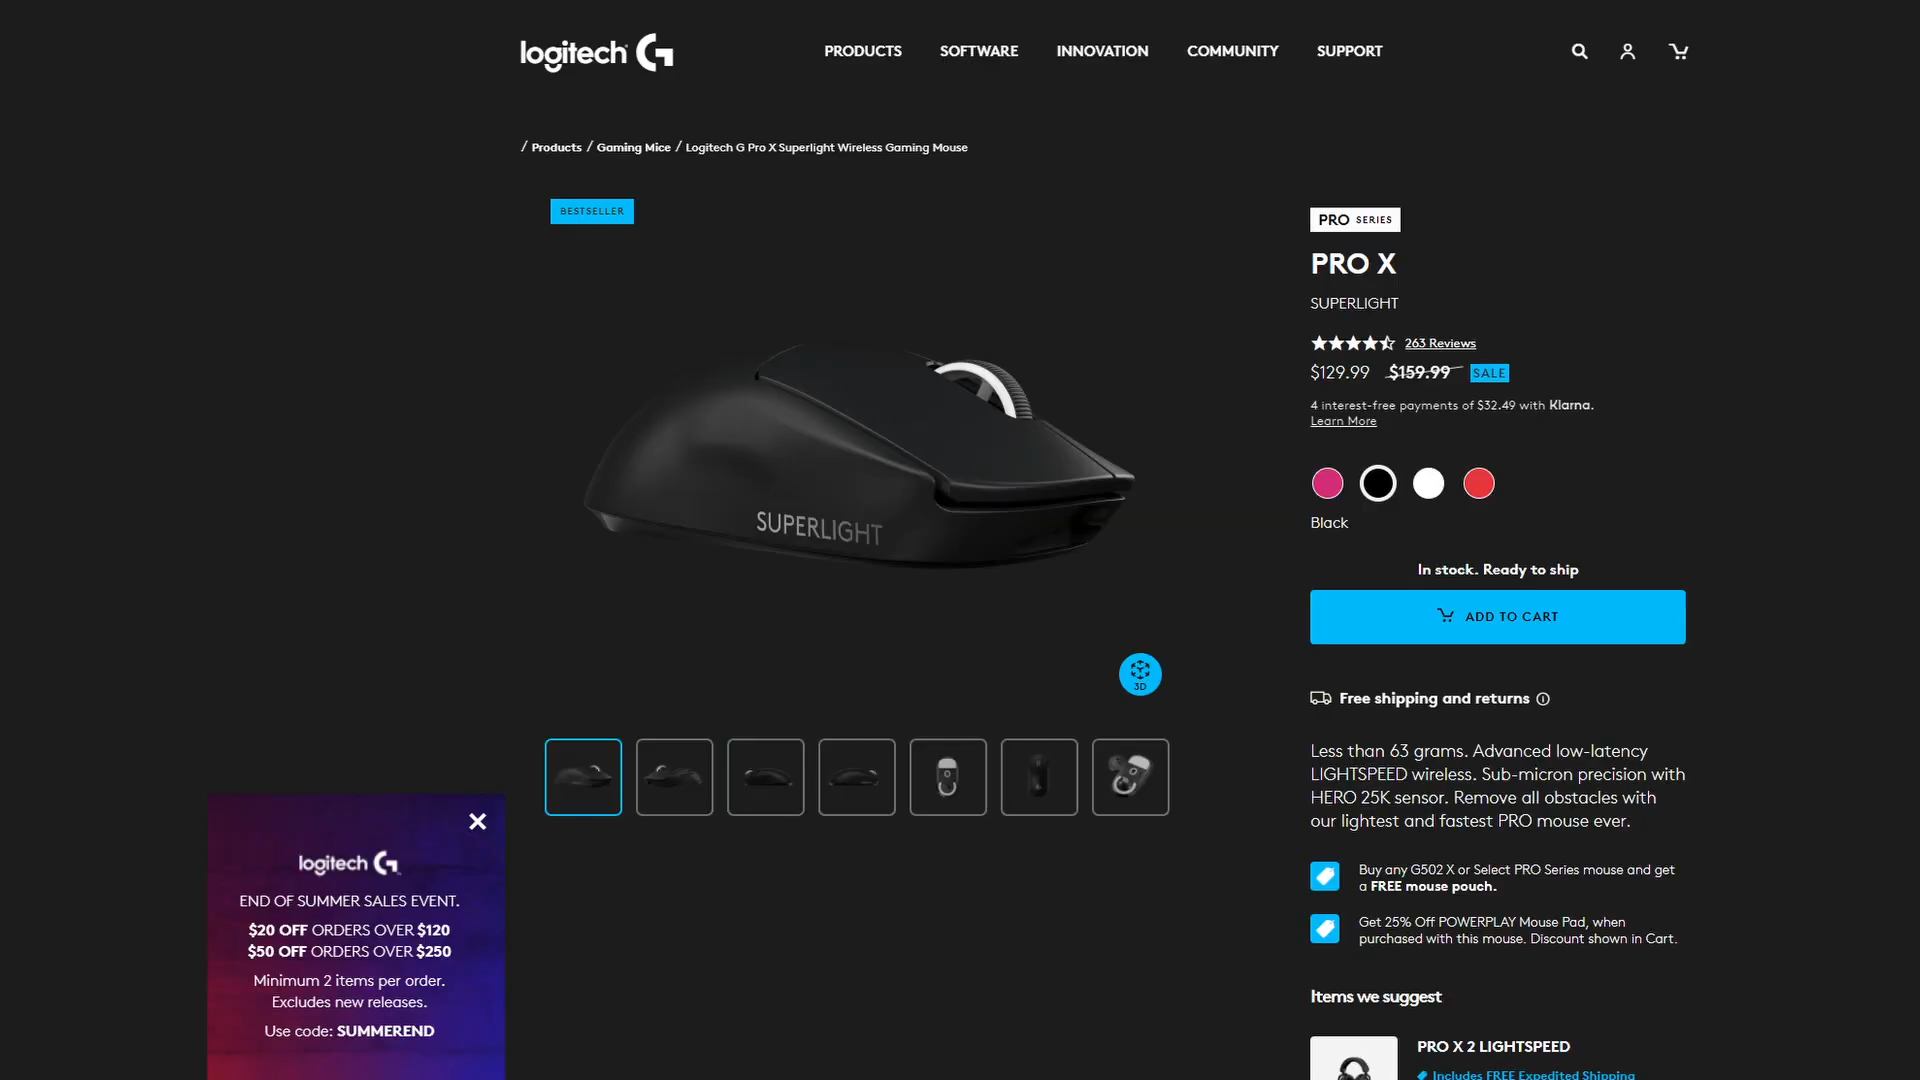 logitech G
PRODUCTS SOFTWARE INNOVATION COMMUNITY SUPPORT
/ Products / Gaming Mice / Logitech G Pro X Superlight Wireless Gaming Mouse
BESTSELLER
PRO SERIES
PRO X
SUPERLIGHT
263 Reviews
$129.99 $159.99 SALE
4 interest-free payments of $32.49 with Klarna.
Learn More
SUPERLIGHT
Black
In stock. Ready to ship
ADD TO CART
3D
Free shipping and returns
Less than 63 grams. Advanced low-latency
LIGHTSPEED wireless. Sub-micron precision with
HERO 25K sensor. Remove all obstacles with
our lightest and fastest PRO mouse ever.
Buy any G502 X or Select PRO Series mouse and get
a FREE mouse pouch.
Get 25% Off POWERPLAY Mouse Pad, when
purchased with this mouse. Discount shown in Cart.
Items we suggest
PRO X 2 LIGHTSPEED
Includes FREE Expedited Shipping
logitech G
END OF SUMMER SALES EVENT.
$20 OFF ORDERS OVER $120
$50 OFF ORDERS OVER $250
Minimum 2 items per order.
Excludes new releases.
Use code: SUMMEREND